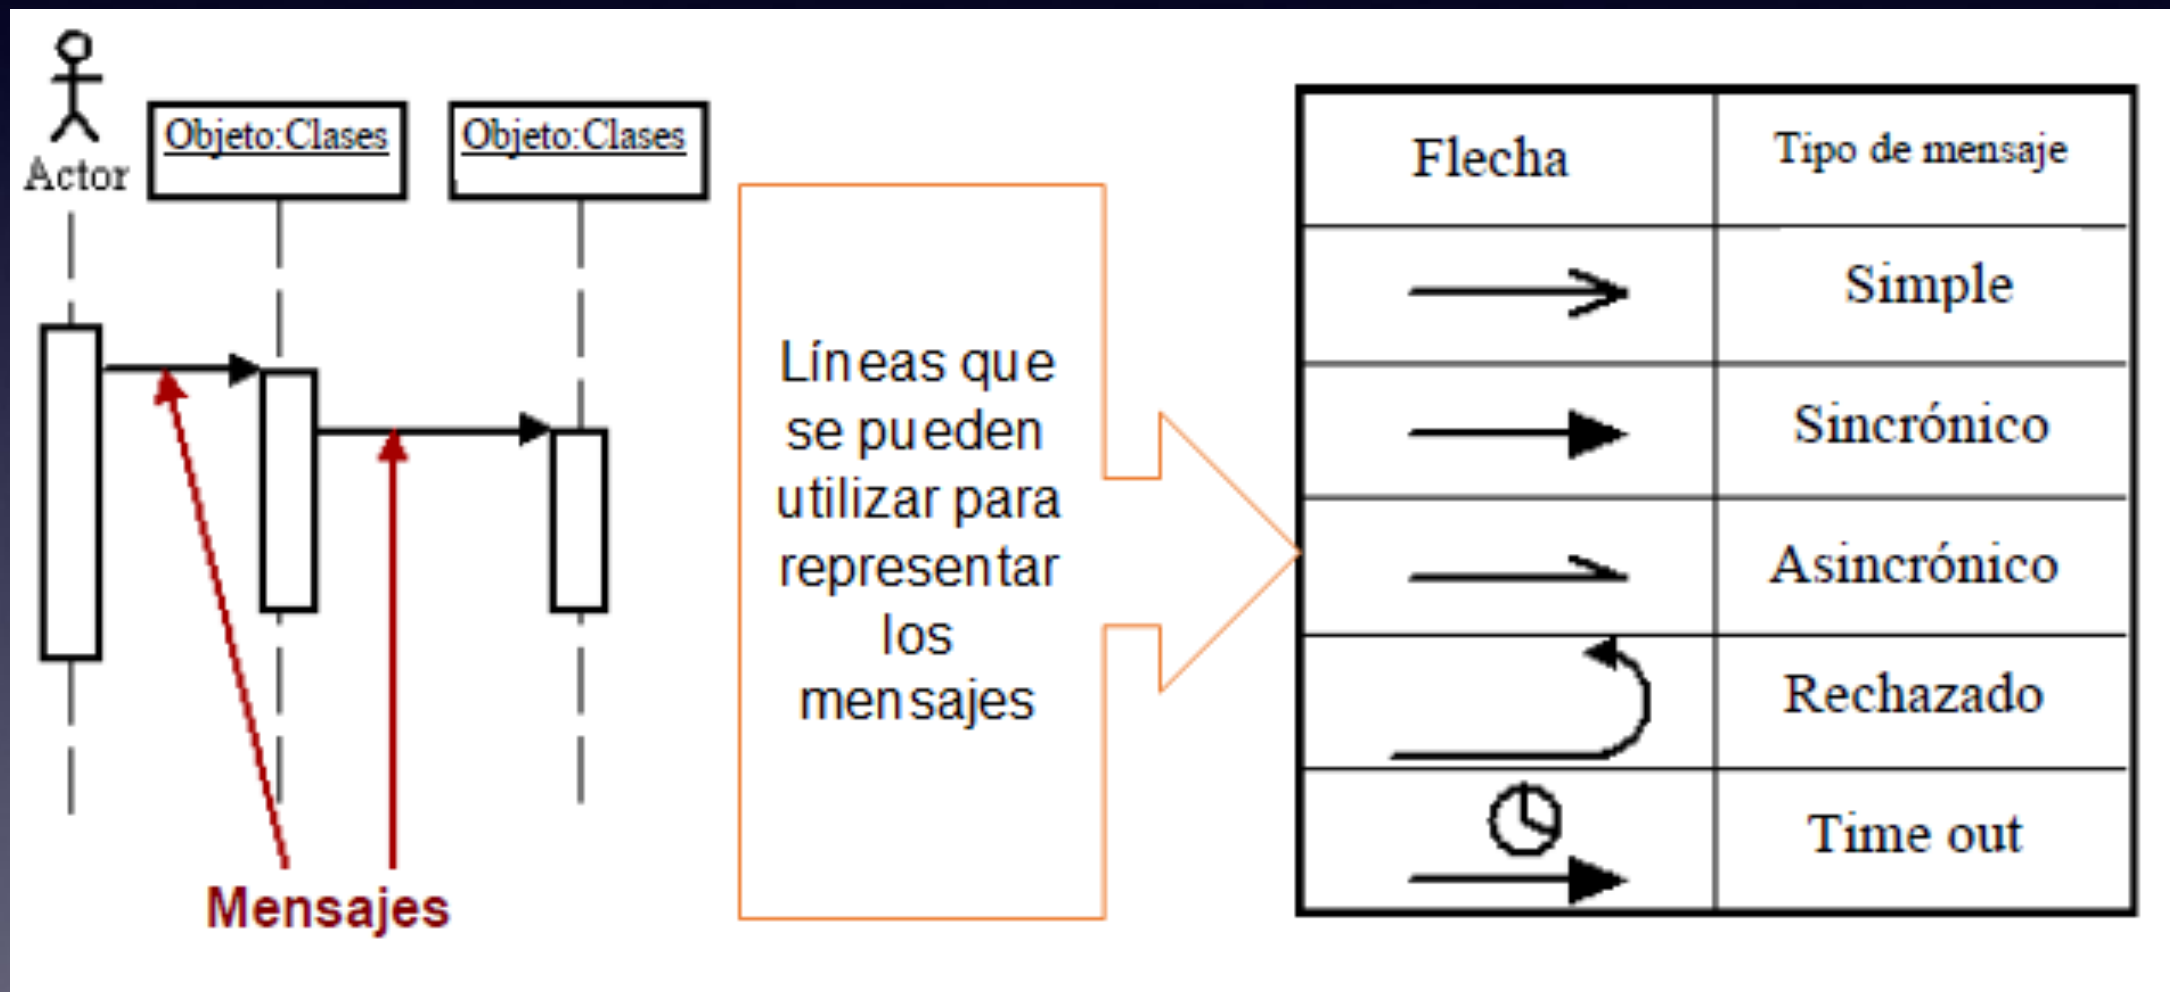 Actor
Objeto:Clases
Objeto:Clases
Mensajes
Líneas que
se pueden
utilizar para
representar
los
mensajes
Flecha
Tipo de mensaje
Simple
Sincrónico
Asincrónico
Rechazado
Time out